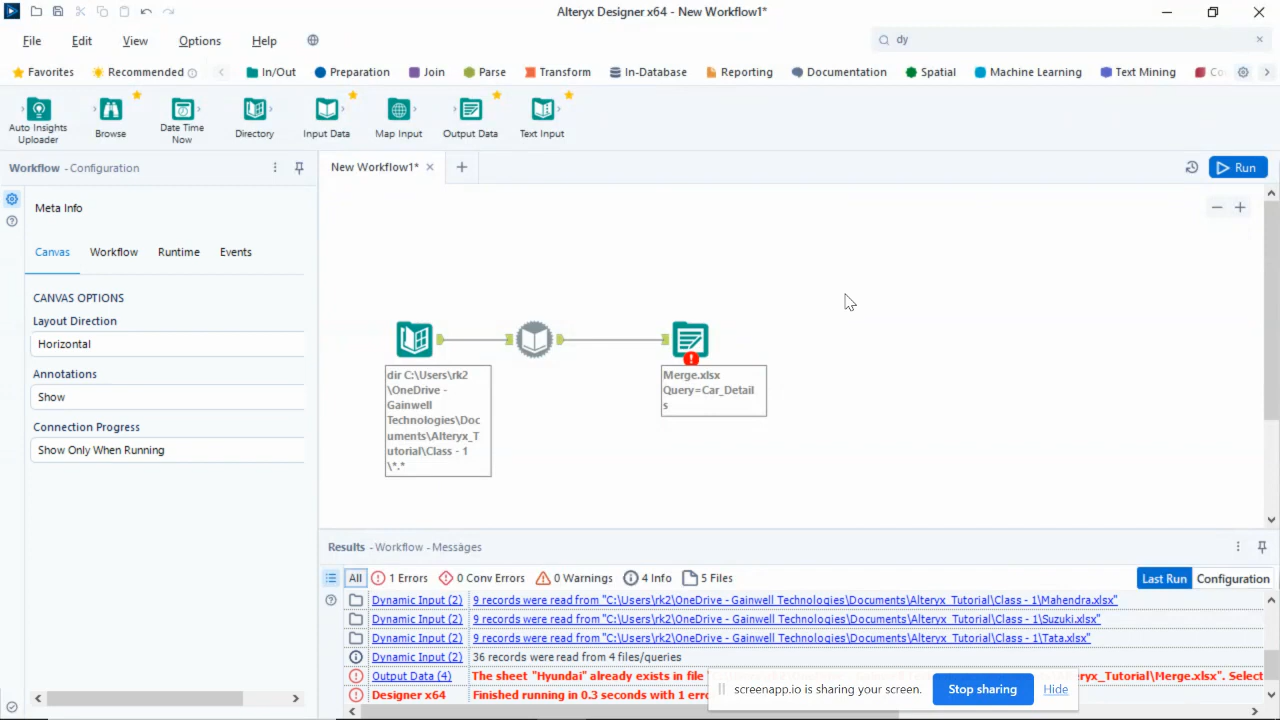 Alteryx Designer x64 - New Workflow1*
File Edit View Options Help
dy
Favorites Recommended In/Out Preparation Join Parse Transform In-Database Reporting Documentation Spatial Machine Learning Text Mining
Auto Insights
Uploader
Browse
Date Time
Now
Directory
Input Data
Map Input
Output Data
Text Input
Workflow - Configuration
New Workflow1*
Run
Meta Info
Canvas Workflow Runtime Events
CANVAS OPTIONS
Layout Direction
Horizontal
Annotations
Show
Connection Progress
Show Only When Running
dir C:\Users\rk2
\OneDrive -
Gainwell
Technologies\Doc
uments\Alteryx_T
utorial\Class - 1
\*.*
Merge.xlsx
Query=Car_Detail
s
Results - Workflow - Messages
All 1 Errors 0 Conv Errors 0 Warnings 4 Info 5 Files Last Run Configuration
Dynamic Input (2) 9 records were read from "C:\Users\rk2\OneDrive - Gainwell Technologies\Documents\Alteryx_Tutorial\Class - 1\Mahendra.xlsx"
Dynamic Input (2) 9 records were read from "C:\Users\rk2\OneDrive - Gainwell Technologies\Documents\Alteryx_Tutorial\Class - 1\Suzuki.xlsx"
Dynamic Input (2) 9 records were read from "C:\Users\rk2\OneDrive - Gainwell Technologies\Documents\Alteryx_Tutorial\Class - 1\Tata.xlsx"
Dynamic Input (2) 36 records were read from 4 files/queries
Output Data (4) The sheet "Hyundai" already exists in file ryx_Tutorial\Merge.xlsx". Select
Designer x64 Finished running in 0.3 seconds with 1 erro
screenapp.io is sharing your screen. Stop sharing Hide